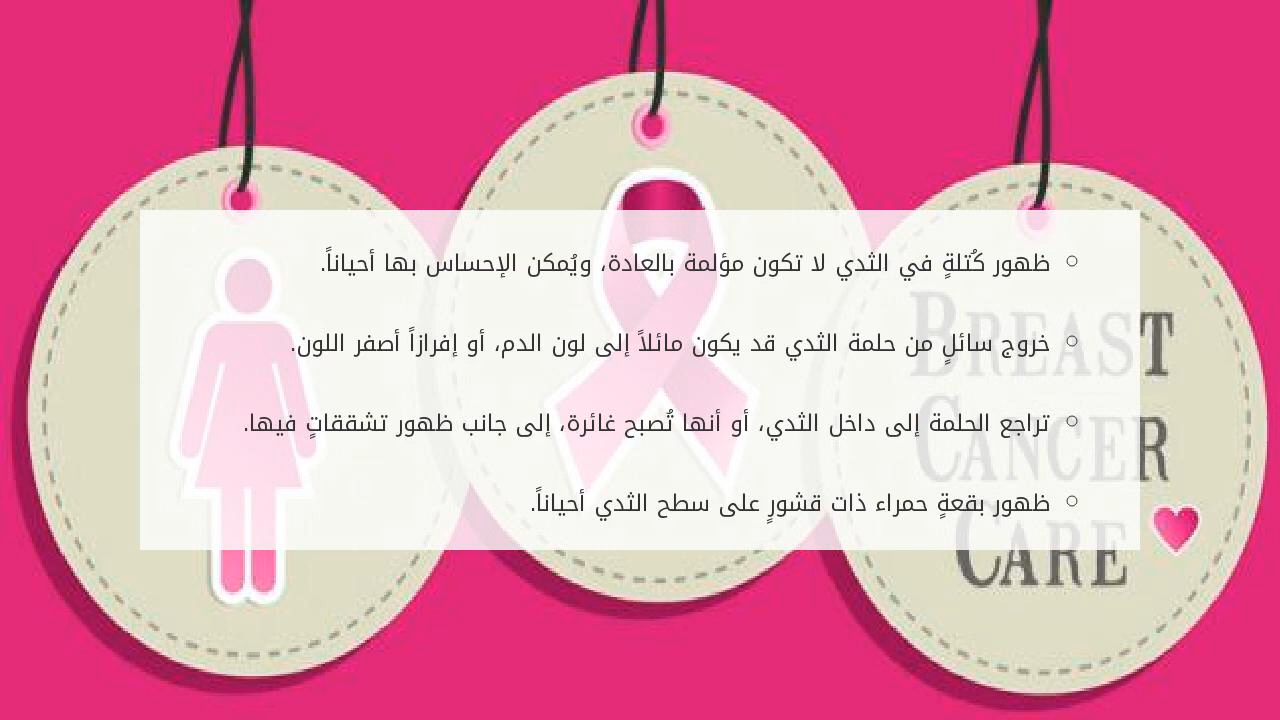 ظهور كُتلةٍ في الثدي لا تكون مؤلمة بالعادة، ويُمكن الإحساس بها أحياناً.
خروج سائلٍ من حلمة الثدي قد يكون مائلاً إلى لون الدم، أو إفرازاً أصفر اللون.
تراجع الحلمة إلى داخل الثدي، أو أنها تُصبح غائرة، إلى جانب ظهور تشققاتٍ فيها.
ظهور بقعةٍ حمراء ذات قشورٍ على سطح الثدي أحياناً.
BREAST
CANCER
CARE